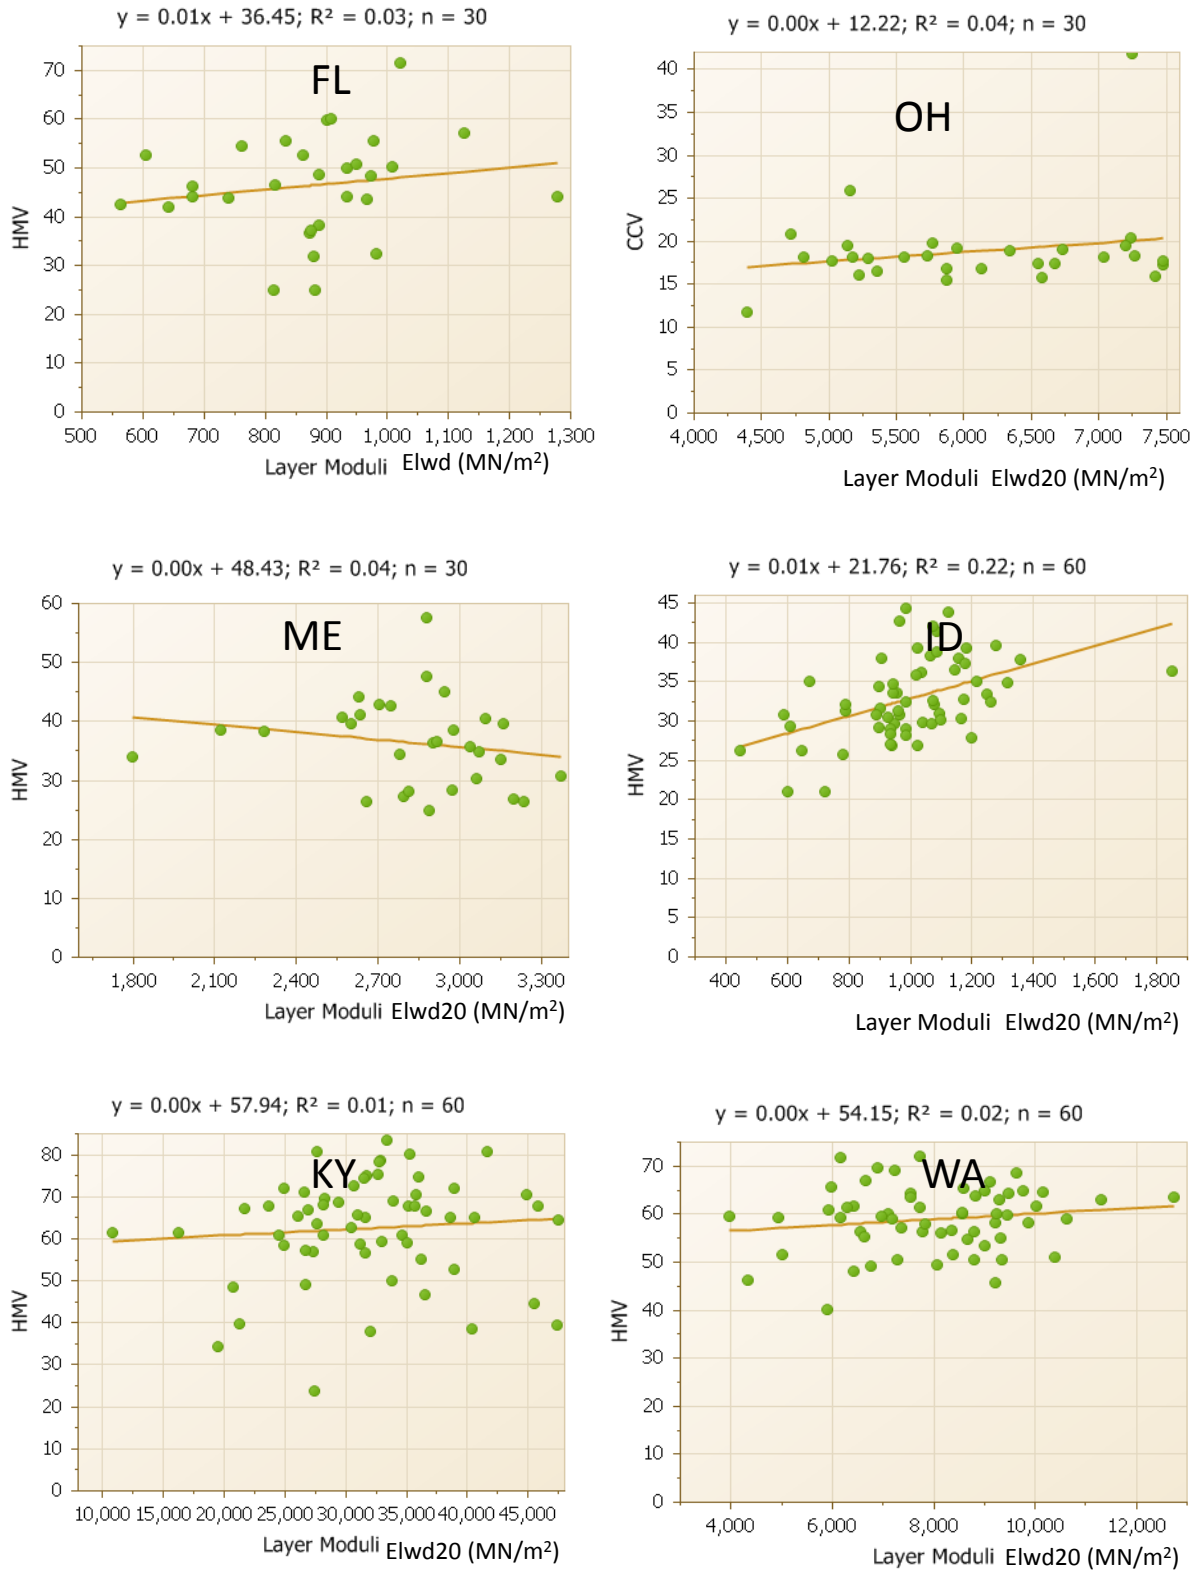 y = 0.01x + 36.45; R² = 0.03; n = 30
FL
HMV
70
60
50
40
30
20
10
0
500 600 700 800 900 1,000 1,100 1,200 1,300
Layer Moduli Elwd (MN/m²)
y = 0.00x + 12.22; R² = 0.04; n = 30
OH
CCV
40
35
30
25
20
15
10
5
0
4,000 4,500 5,000 5,500 6,000 6,500 7,000 7,500
Layer Moduli Elwd20 (MN/m²)
y = 0.00x + 48.43; R² = 0.04; n = 30
ME
HMV
60
50
40
30
20
10
0
1,800 2,100 2,400 2,700 3,000 3,300
Layer Moduli Elwd20 (MN/m²)
y = 0.01x + 21.76; R² = 0.22; n = 60
ID
HMV
45
40
35
30
25
20
15
10
5
0
400 600 800 1,000 1,200 1,400 1,600 1,800
Layer Moduli Elwd20 (MN/m²)
y = 0.00x + 57.94; R² = 0.01; n = 60
KY
HMV
80
70
60
50
40
30
20
10
0
10,000 15,000 20,000 25,000 30,000 35,000 40,000 45,000
Layer Moduli Elwd20 (MN/m²)
y = 0.00x + 54.15; R² = 0.02; n = 60
WA
HMV
70
60
50
40
30
20
10
0
4,000 6,000 8,000 10,000 12,000
Layer Moduli Elwd20 (MN/m²)